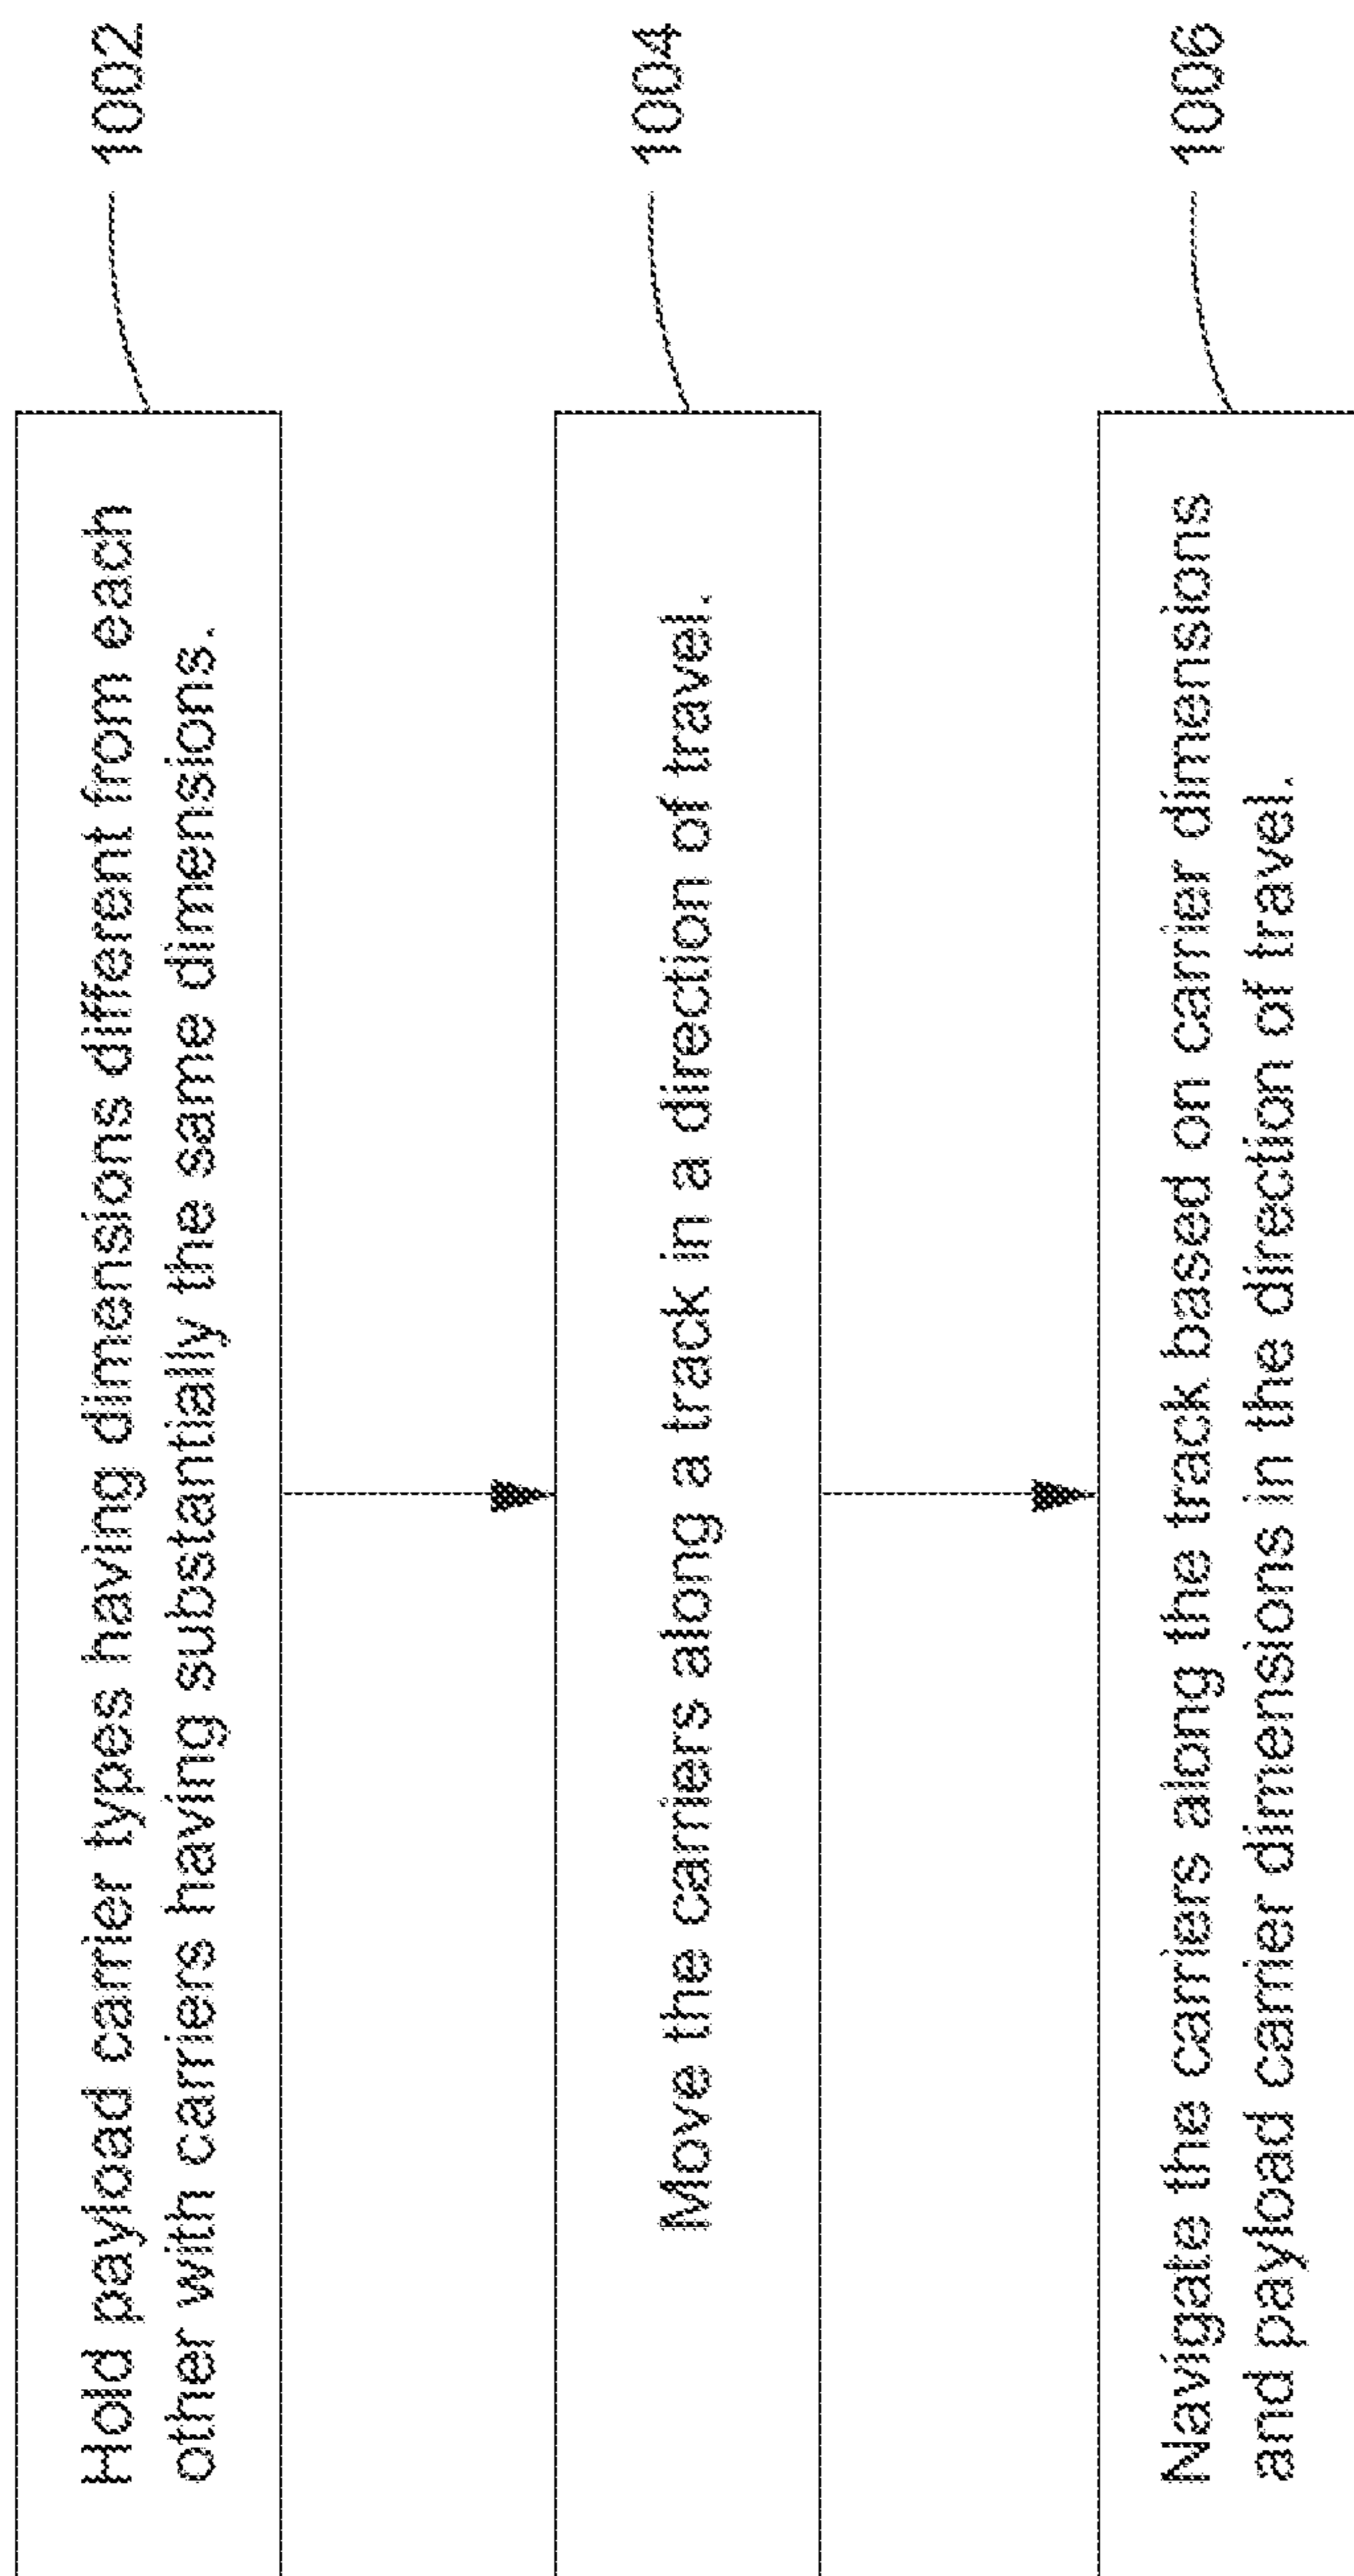 Hold payload carrier types having dimensions different from each
other with carriers having substantially the same dimensions.
1002
Move the carriers along a track in a direction of travel.
1004
Navigate the carriers along the track based on carrier dimensions
and payload carrier dimensions in the direction of travel.
1006